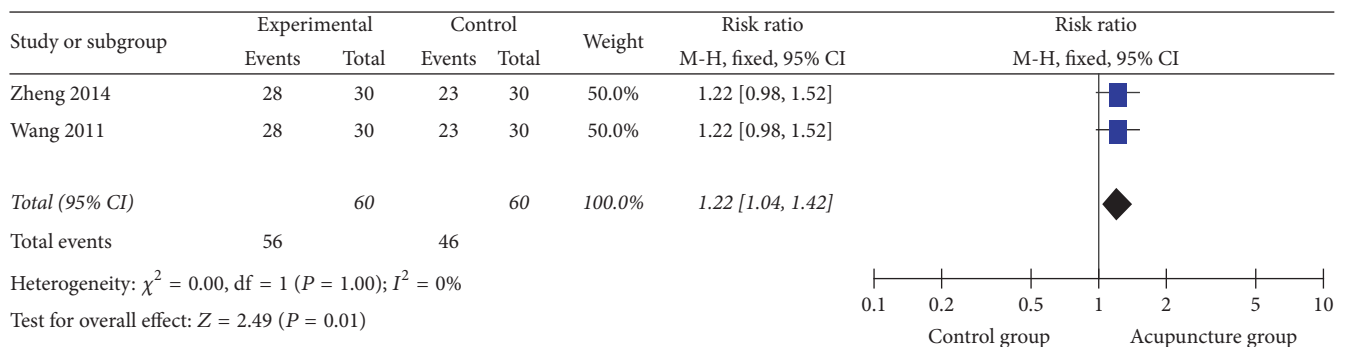 Study or subgroup Experimental Control Weight Risk ratio Risk ratio
Events Total Events Total M-H, fixed, 95% CI M-H, fixed, 95% CI
Zheng 2014 28 30 23 30 50.0% 1.22 [0.98, 1.52]
Wang 2011 28 30 23 30 50.0% 1.22 [0.98, 1.52]
Total (95% CI) 60 60 100.0% 1.22 [1.04, 1.42]
Total events 56 46
Heterogeneity: χ² = 0.00, df = 1 (P = 1.00); I² = 0%
Test for overall effect: Z = 2.49 (P = 0.01)
0.1 0.2 0.5 1 2 5 10
Control group Acupuncture group